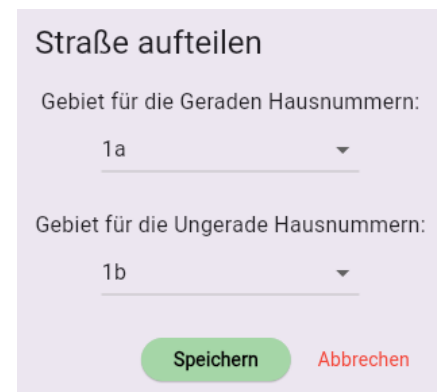 Straße aufteilen
Gebiet für die Geraden Hausnummern:
1a
Gebiet für die Ungerade Hausnummern:
1b
Speichern Abbrechen